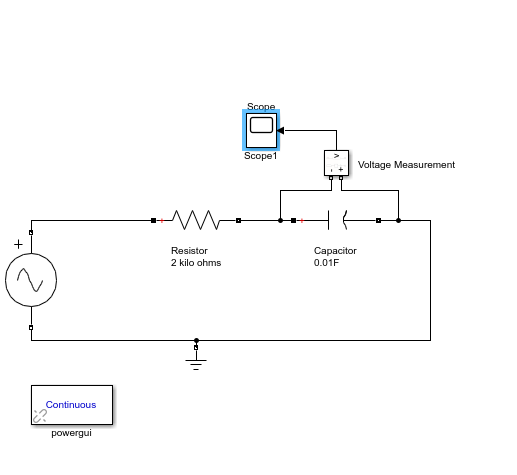 Scope
Scope1
Voltage Measurement
Resistor
2 kilo ohms
Capacitor
0.01F
Continuous
powergui